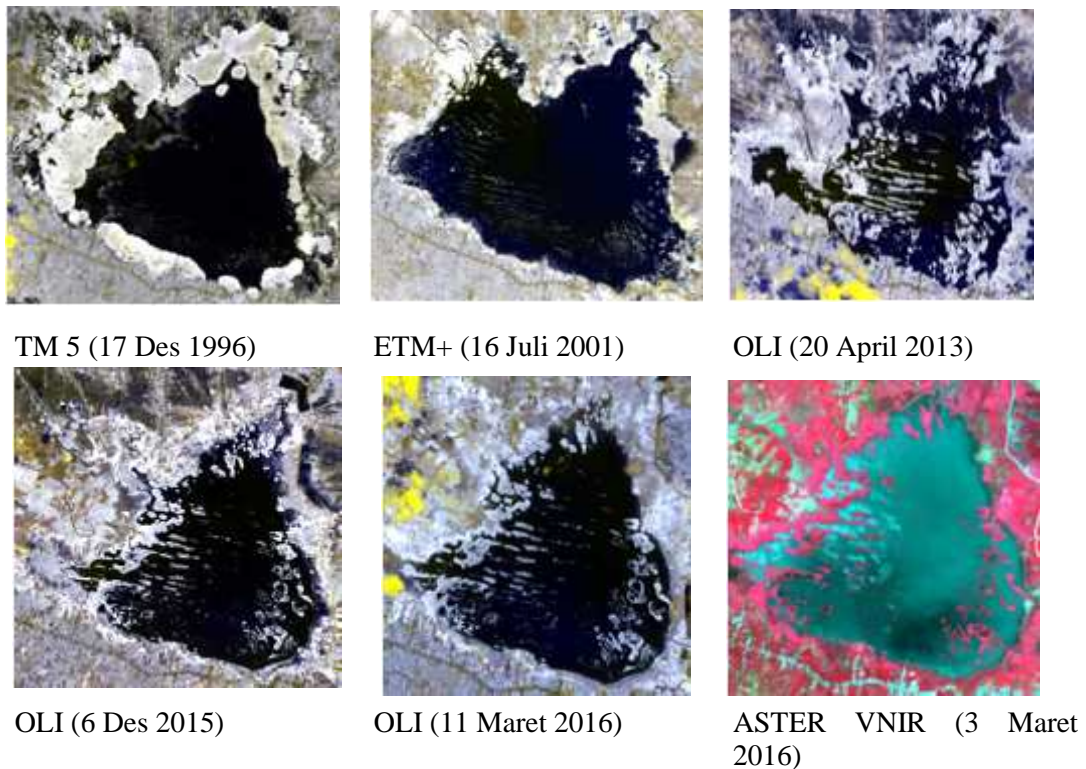 TM 5 (17 Des 1996)
ETM+ (16 Juli 2001)
OLI (20 April 2013)
OLI (6 Des 2015)
OLI (11 Maret 2016)
ASTER VNIR (3 Maret
2016)